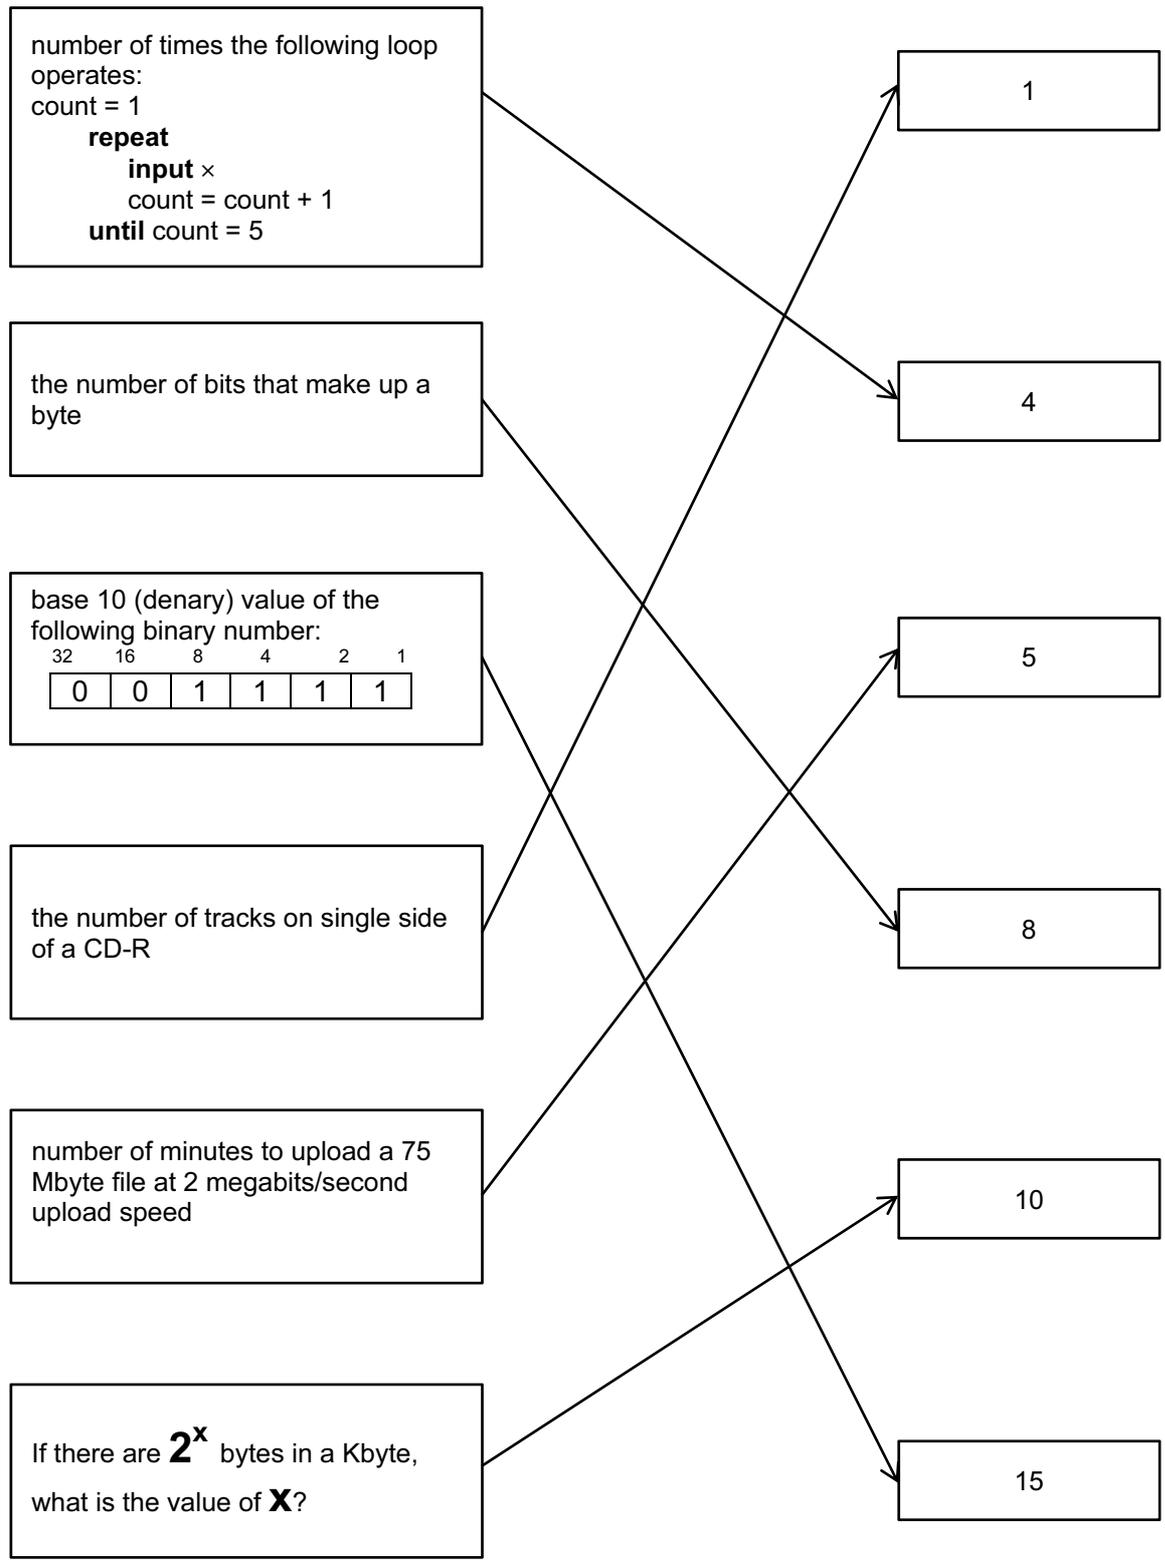 number of times the following loop
operates:
count = 1
repeat
input ×
count = count + 1
until count = 5
1
4
the number of bits that make up a
byte
base 10 (denary) value of the
following binary number:
32 16 8 4 2 1
0 0 1 1 1 1
5
the number of tracks on single side
of a CD-R
8
number of minutes to upload a 75
Mbyte file at 2 megabits/second
upload speed
10
If there are 2^x bytes in a Kbyte,
what is the value of x?
15